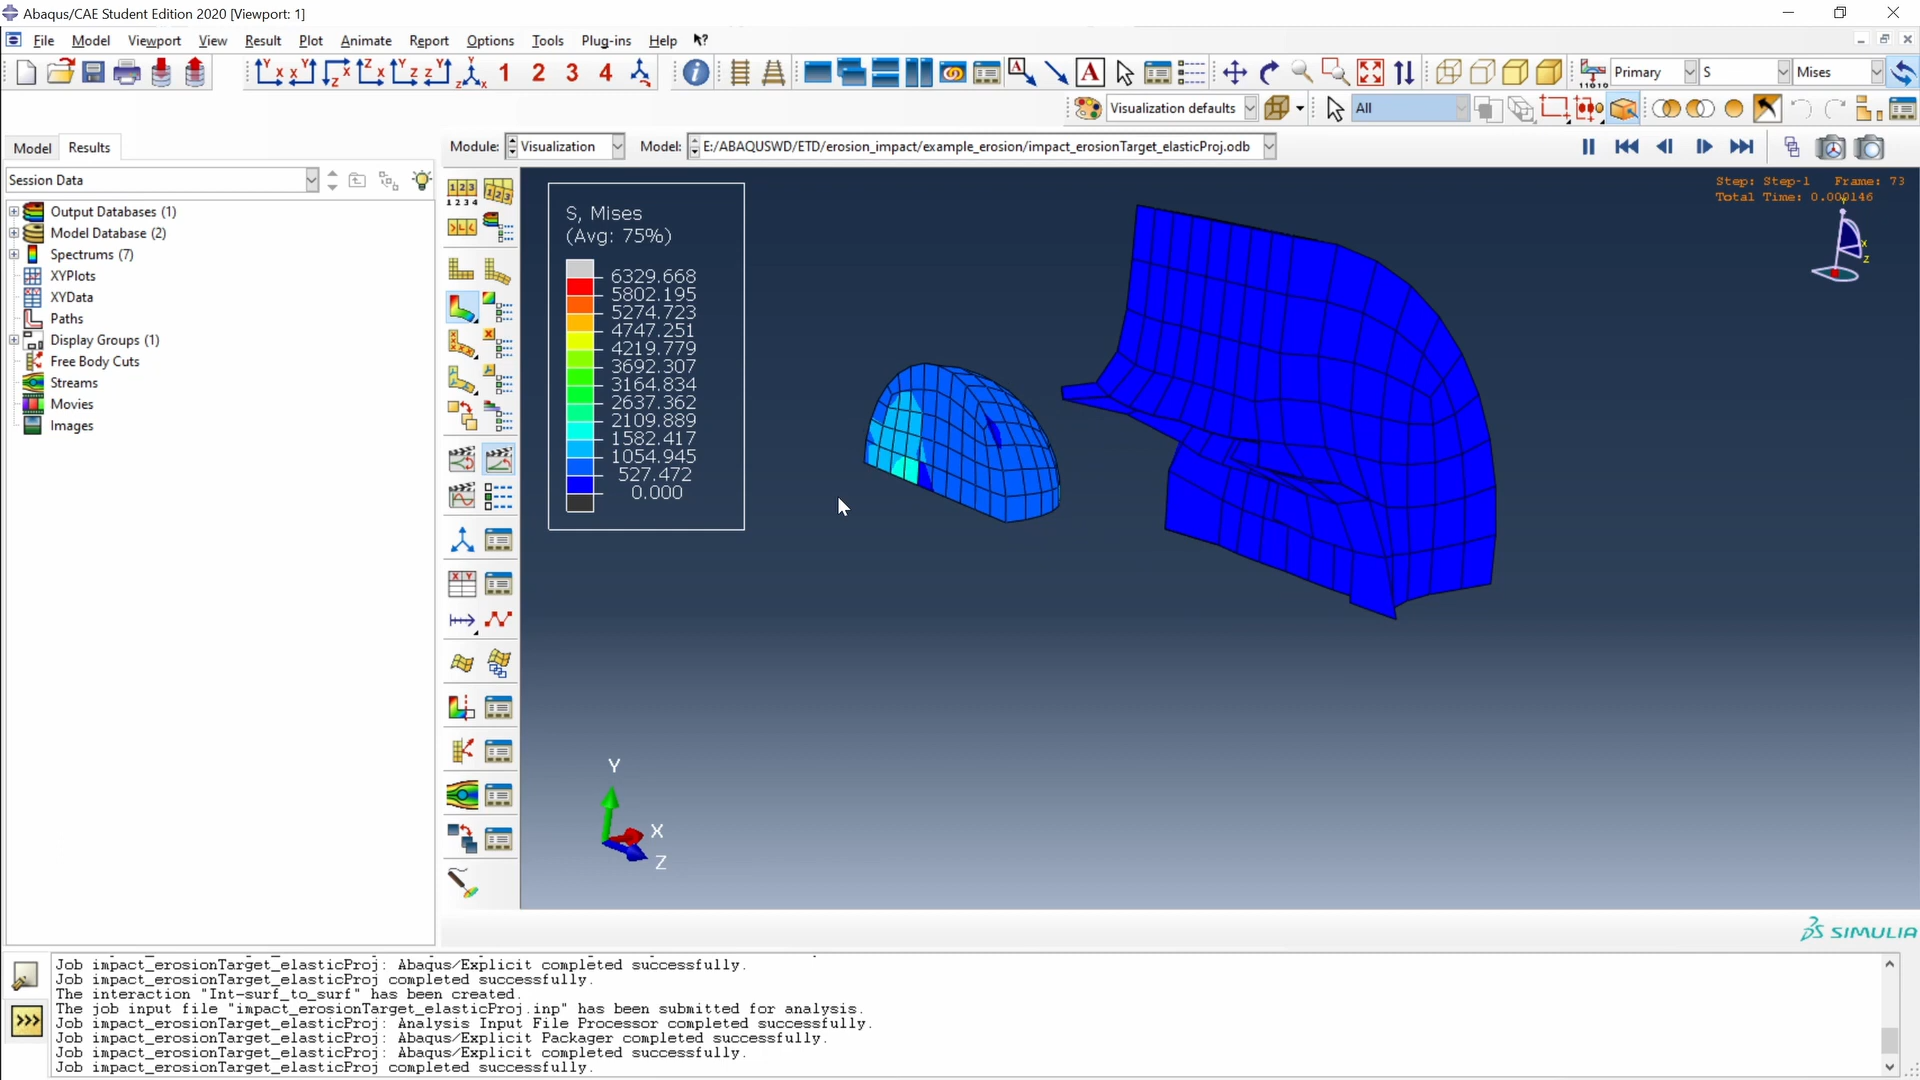 Abaqus/CAE Student Edition 2020 [Viewport: 1]
File Model Viewport View Result Plot Animate Report Options Tools Plug-ins Help
1 2 3 4
Primary S Mises
Visualization defaults All
Model Results
Module: Visualization Model: E:/ABAQUSWD/ETD/erosion_impact/example_erosion/impact_erosionTarget_elasticProj.odb
Session Data
Output Databases (1)
Model Database (2)
Spectrums (7)
XYPlots
XYData
Paths
Display Groups (1)
Free Body Cuts
Streams
Movies
Images
Step: Step-1 Frame: 73
Total Time: 0.000146
S, Mises
(Avg: 75%)
6329.668
5802.195
5274.723
4747.251
4219.779
3692.307
3164.834
2637.362
2109.889
1582.417
1054.945
527.472
0.000
Y
X
Z
SIMULIA
Job impact_erosionTarget_elasticProj: Abaqus/Explicit completed successfully.
Job impact_erosionTarget_elasticProj completed successfully.
The interaction "Int-surf_to_surf" has been created.
The job input file "impact_erosionTarget_elasticProj.inp" has been submitted for analysis.
Job impact_erosionTarget_elasticProj: Analysis Input File Processor completed successfully.
Job impact_erosionTarget_elasticProj: Abaqus/Explicit Packager completed successfully.
Job impact_erosionTarget_elasticProj: Abaqus/Explicit completed successfully.
Job impact_erosionTarget_elasticProj completed successfully.